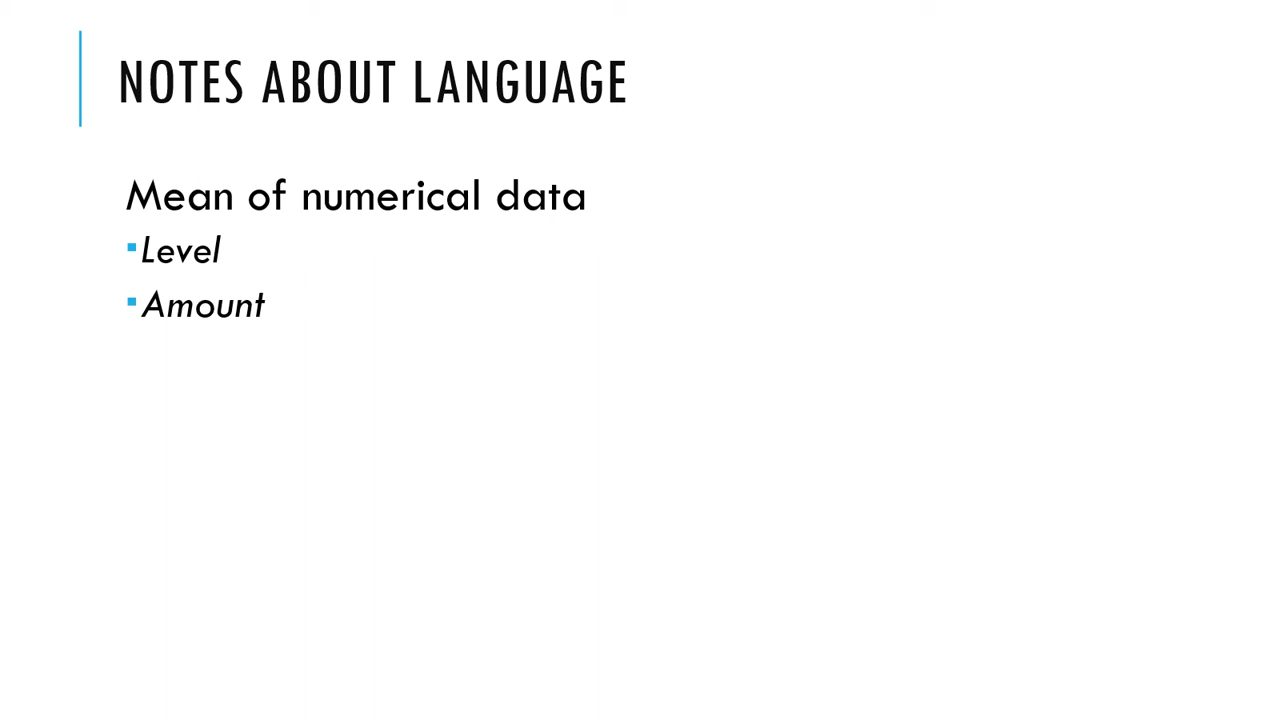 NOTES ABOUT LANGUAGE
Mean of numerical data
▪Level
▪Amount